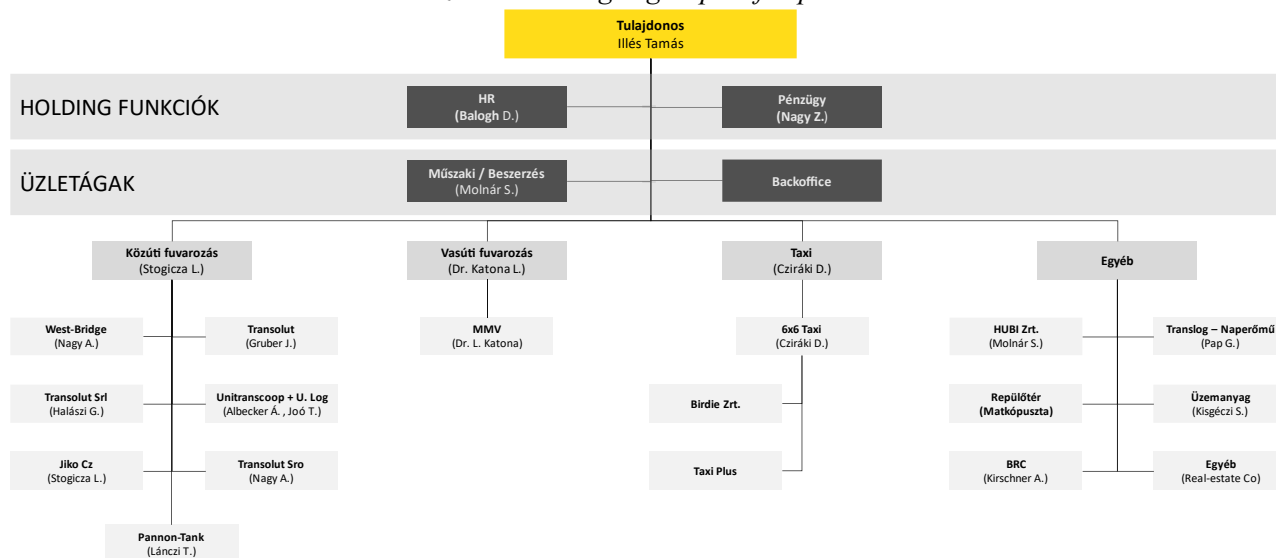 Tulajdonos
Illés Tamás
HOLDING FUNKCIÓK
HR
(Balogh D.)
Pénzügy
(Nagy Z.)
ÜZLETÁGAK
Műszaki / Beszerzés
(Molnár S.)
Backoffice
Közúti fuvarozás
(Stogicza L.)
Vasúti fuvarozás
(Dr. Katona L.)
Taxi
(Cziráki D.)
Egyéb
West-Bridge
(Nagy A.)
Transolut
(Gruber J.)
MMV
(Dr. L. Katona)
6x6 Taxi
(Cziráki D.)
HUBI Zrt.
(Molnár S.)
Translog – Naperőmű
(Pap G.)
Transolut Srl
(Halászi G.)
Unitranscoop + U. Log
(Albecker Á. , Joó T.)
Birdie Zrt.
Repülőtér
(Matkópuszta)
Üzemanyag
(Kisgéczi S.)
Jiko Cz
(Stogicza L.)
Transolut Sro
(Nagy A.)
Taxi Plus
BRC
(Kirschner A.)
Egyéb
(Real-estate Co)
Pannon-Tank
(Lánczi T.)